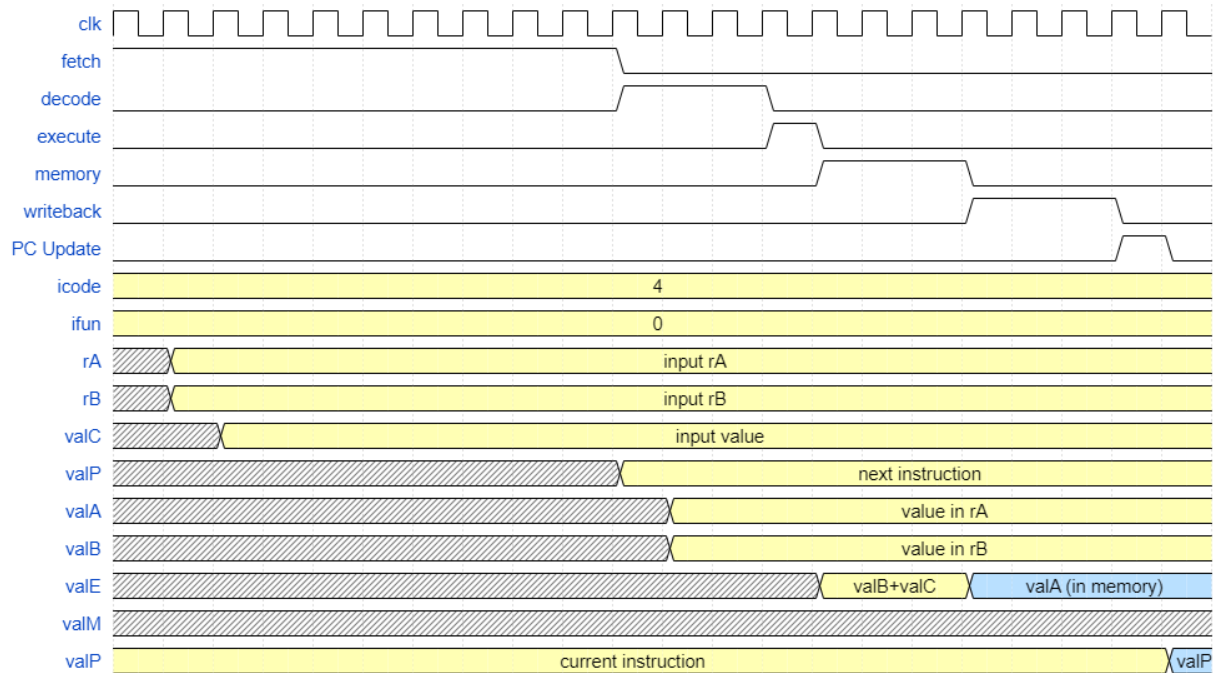 clk
fetch
decode
execute
memory
writeback
PC Update
icode 4
ifun 0
rA input rA
rB input rB
valC input value
valP next instruction
valA value in rA
valB value in rB
valE valB+valC valA (in memory)
valM
valP current instruction valP